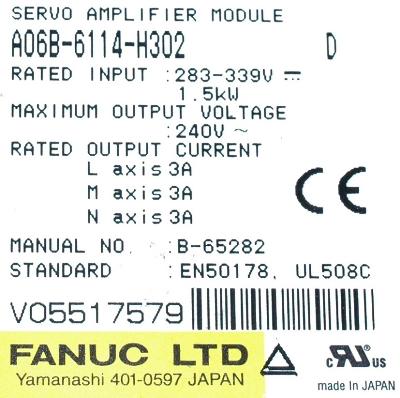 SERVO AMPLIFIER MODULE
A06B-6114-H302 D
RATED INPUT :283-339V ⎓
1.5kW
MAXIMUM OUTPUT VOLTAGE
:240V ~
RATED OUTPUT CURRENT
L axis 3A
M axis 3A
N axis 3A
CE
MANUAL NO. :B-65282
STANDARD :EN50178, UL508C
V05517579
FANUC LTD
Yamanashi 401-0597 JAPAN
c RU us
made in JAPAN